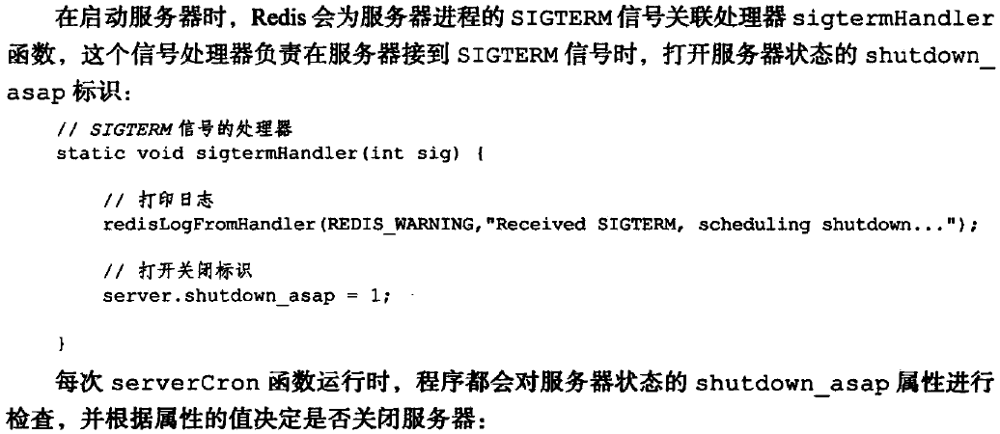 在启动服务器时，Redis 会为服务器进程的 SIGTERM 信号关联处理器 sigtermHandler
函数，这个信号处理器负责在服务器接到 SIGTERM 信号时，打开服务器状态的 shutdown_
asap 标识：
// SIGTERM 信号的处理器
static void sigtermHandler(int sig) {
// 打印日志
redisLogFromHandler(REDIS_WARNING,"Received SIGTERM, scheduling shutdown...");
// 打开关闭标识
server.shutdown_asap = 1;
}
每次 serverCron 函数运行时，程序都会对服务器状态的 shutdown_asap 属性进行
检查，并根据属性的值决定是否关闭服务器：